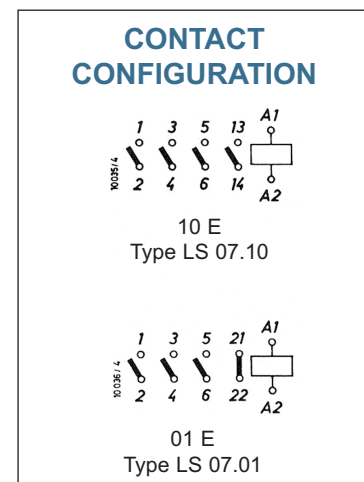 CONTACT
CONFIGURATION
1 3 5 13 A1
10035/4
2 4 6 14 A2
10 E
Type LS 07.10
1 3 5 21 A1
10036/4
2 4 6 22 A2
01 E
Type LS 07.01